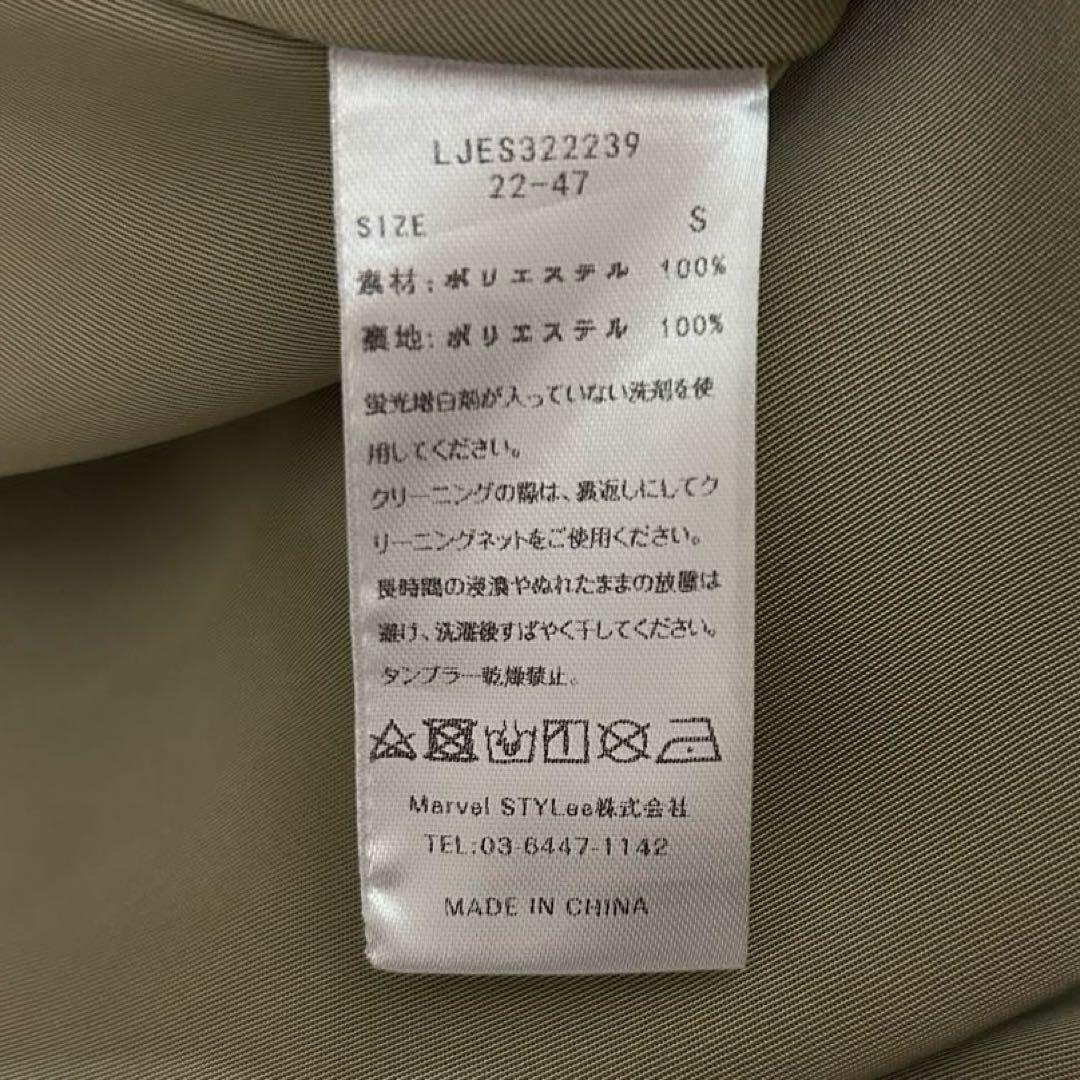 LJES322239
22-47
SIZE S
素材:ポリエステル 100%
裏地:ポリエステル 100%
蛍光増白剤が入っていない洗剤を使
用してください。
クリーニングの際は、裏返しにしてク
リーニングネットをご使用ください。
長時間の浸漬やぬれたままの放置は
避け、洗濯後すばやく干してください。
タンブラー乾燥禁止。
Marvel STYLee株式会社
TEL:03-6447-1142
MADE IN CHINA